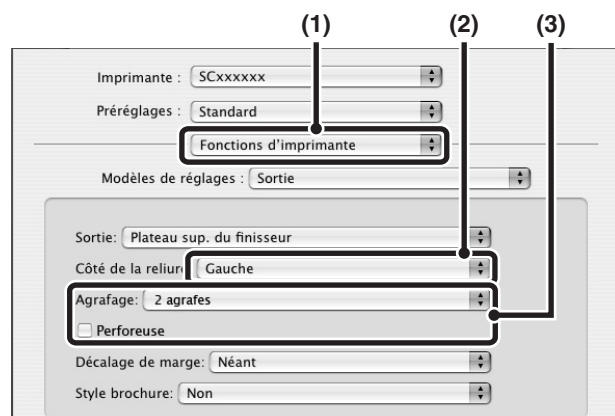 (1) (2) (3)
Imprimante : SCxxxxxx
Préréglages : Standard
Fonctions d'imprimante
Modèles de réglages : Sortie
Sortie: Plateau sup. du finisseur
Côté de la reliure Gauche
Agrafage: 2 agrafes
Perforeuse
Décalage de marge: Néant
Style brochure: Non